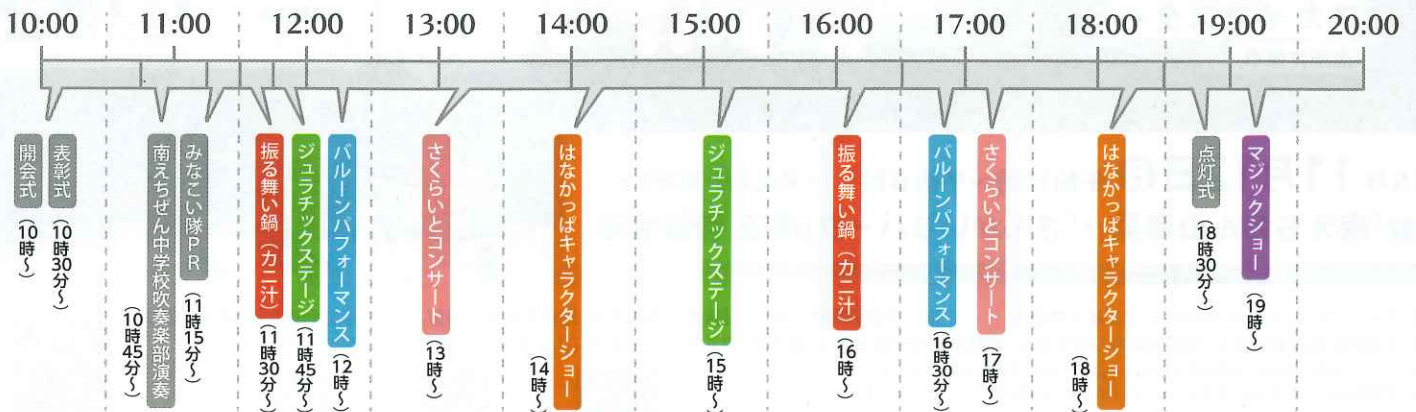 10:00 11:00 12:00 13:00 14:00 15:00 16:00 17:00 18:00 19:00 20:00
開会式
(10時〜)
表彰式
(10時30分〜)
南えちぜん中学校吹奏楽部演奏
(10時45分〜)
みなこい隊PR
(11時15分〜)
振る舞い鍋(カニ汁)
(11時30分〜)
ジュラチックステージ
(11時45分〜)
バルーンパフォーマンス
(12時〜)
さくらいとコンサート
(13時〜)
はなかっぱキャラクターショー
(14時〜)
ジュラチックステージ
(15時〜)
振る舞い鍋(カニ汁)
(16時〜)
バルーンパフォーマンス
(16時30分〜)
さくらいとコンサート
(17時〜)
はなかっぱキャラクターショー
(18時〜)
点灯式
(18時30分〜)
マジックショー
(19時〜)